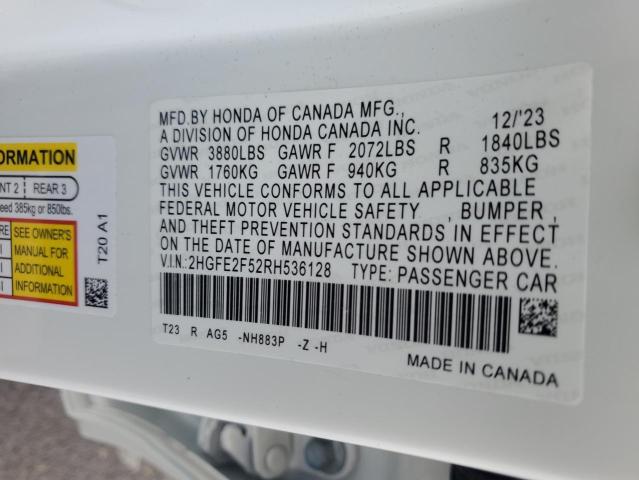 ORMATION
NT 2 REAR 3
eed 385kg or 850lbs.
SEE OWNER'S
MANUAL FOR
ADDITIONAL
INFORMATION
T20 A1
MFD.BY HONDA OF CANADA MFG., 12/'23
A DIVISION OF HONDA CANADA INC.
GVWR 3880LBS GAWR F 2072LBS R 1840LBS
GVWR 1760KG GAWR F 940KG R 835KG
THIS VEHICLE CONFORMS TO ALL APPLICABLE
FEDERAL MOTOR VEHICLE SAFETY , BUMPER ,
AND THEFT PREVENTION STANDARDS IN EFFECT
ON THE DATE OF MANUFACTURE SHOWN ABOVE.
V.I.N.:2HGFE2F52RH536128 TYPE: PASSENGER CAR
T23 R AG5 -NH883P -Z -H
MADE IN CANADA